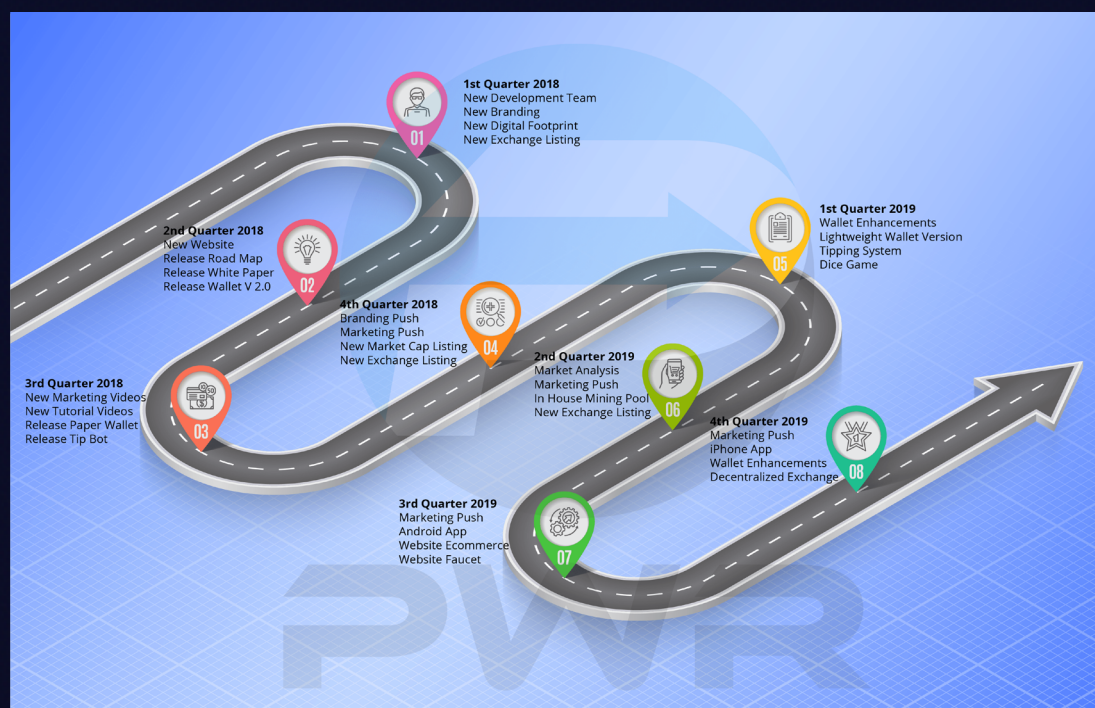 1st Quarter 2018
New Development Team
New Branding
New Digital Footprint
New Exchange Listing
01
2nd Quarter 2018
New Website
Release Road Map
Release White Paper
Release Wallet V 2.0
02
3rd Quarter 2018
New Marketing Videos
New Tutorial Videos
Release Paper Wallet
Release Tip Bot
03
4th Quarter 2018
Branding Push
Marketing Push
New Market Cap Listing
New Exchange Listing
04
1st Quarter 2019
Wallet Enhancements
Lightweight Wallet Version
Tipping System
Dice Game
05
2nd Quarter 2019
Market Analysis
Marketing Push
In House Mining Pool
New Exchange Listing
06
3rd Quarter 2019
Marketing Push
Android App
Website Ecommerce
Website Faucet
07
4th Quarter 2019
Marketing Push
iPhone App
Wallet Enhancements
Decentralized Exchange
08
PWR